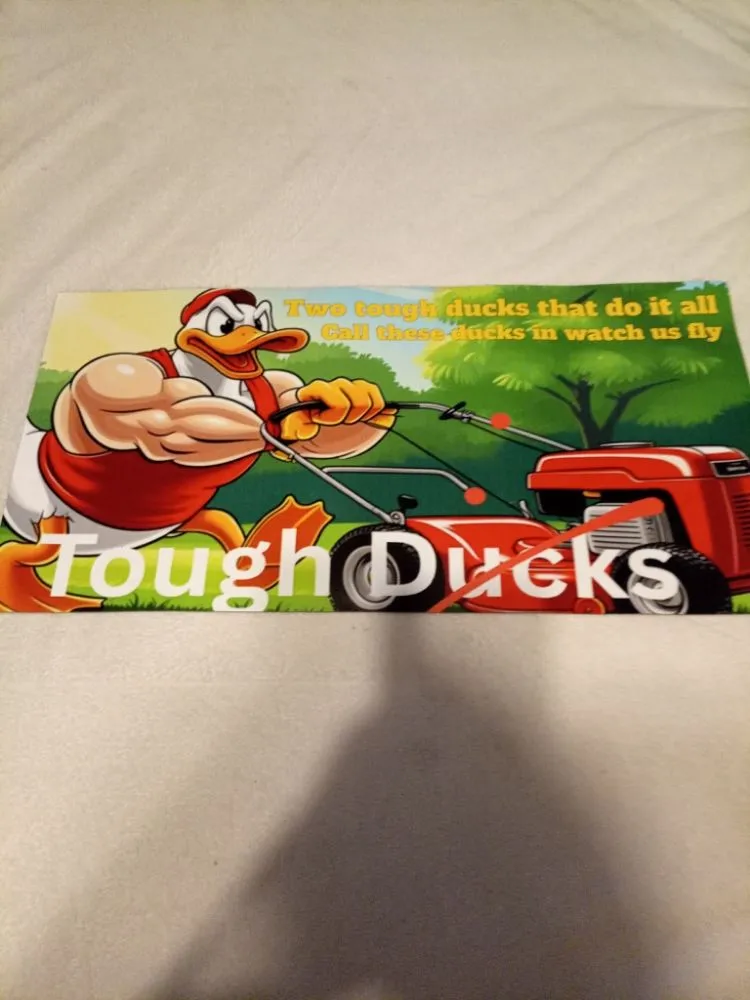 Two tough ducks that do it all
Call these ducks in watch us fly
Tough Ducks